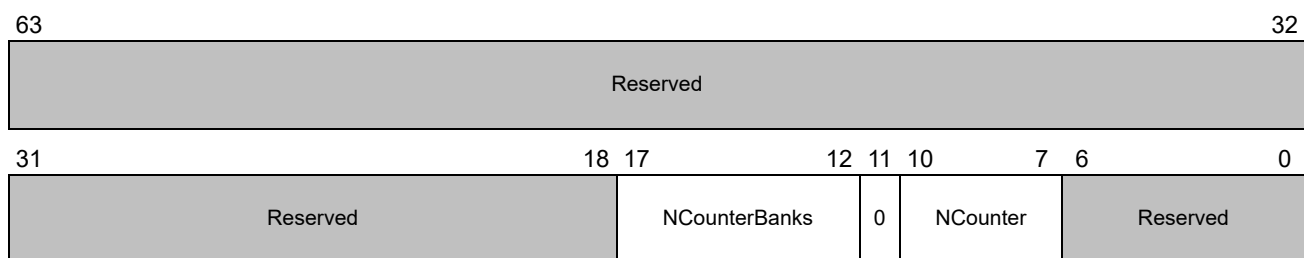 63 32
Reserved
31 18 17 12 11 10 7 6 0
Reserved NCounterBanks 0 NCounter Reserved